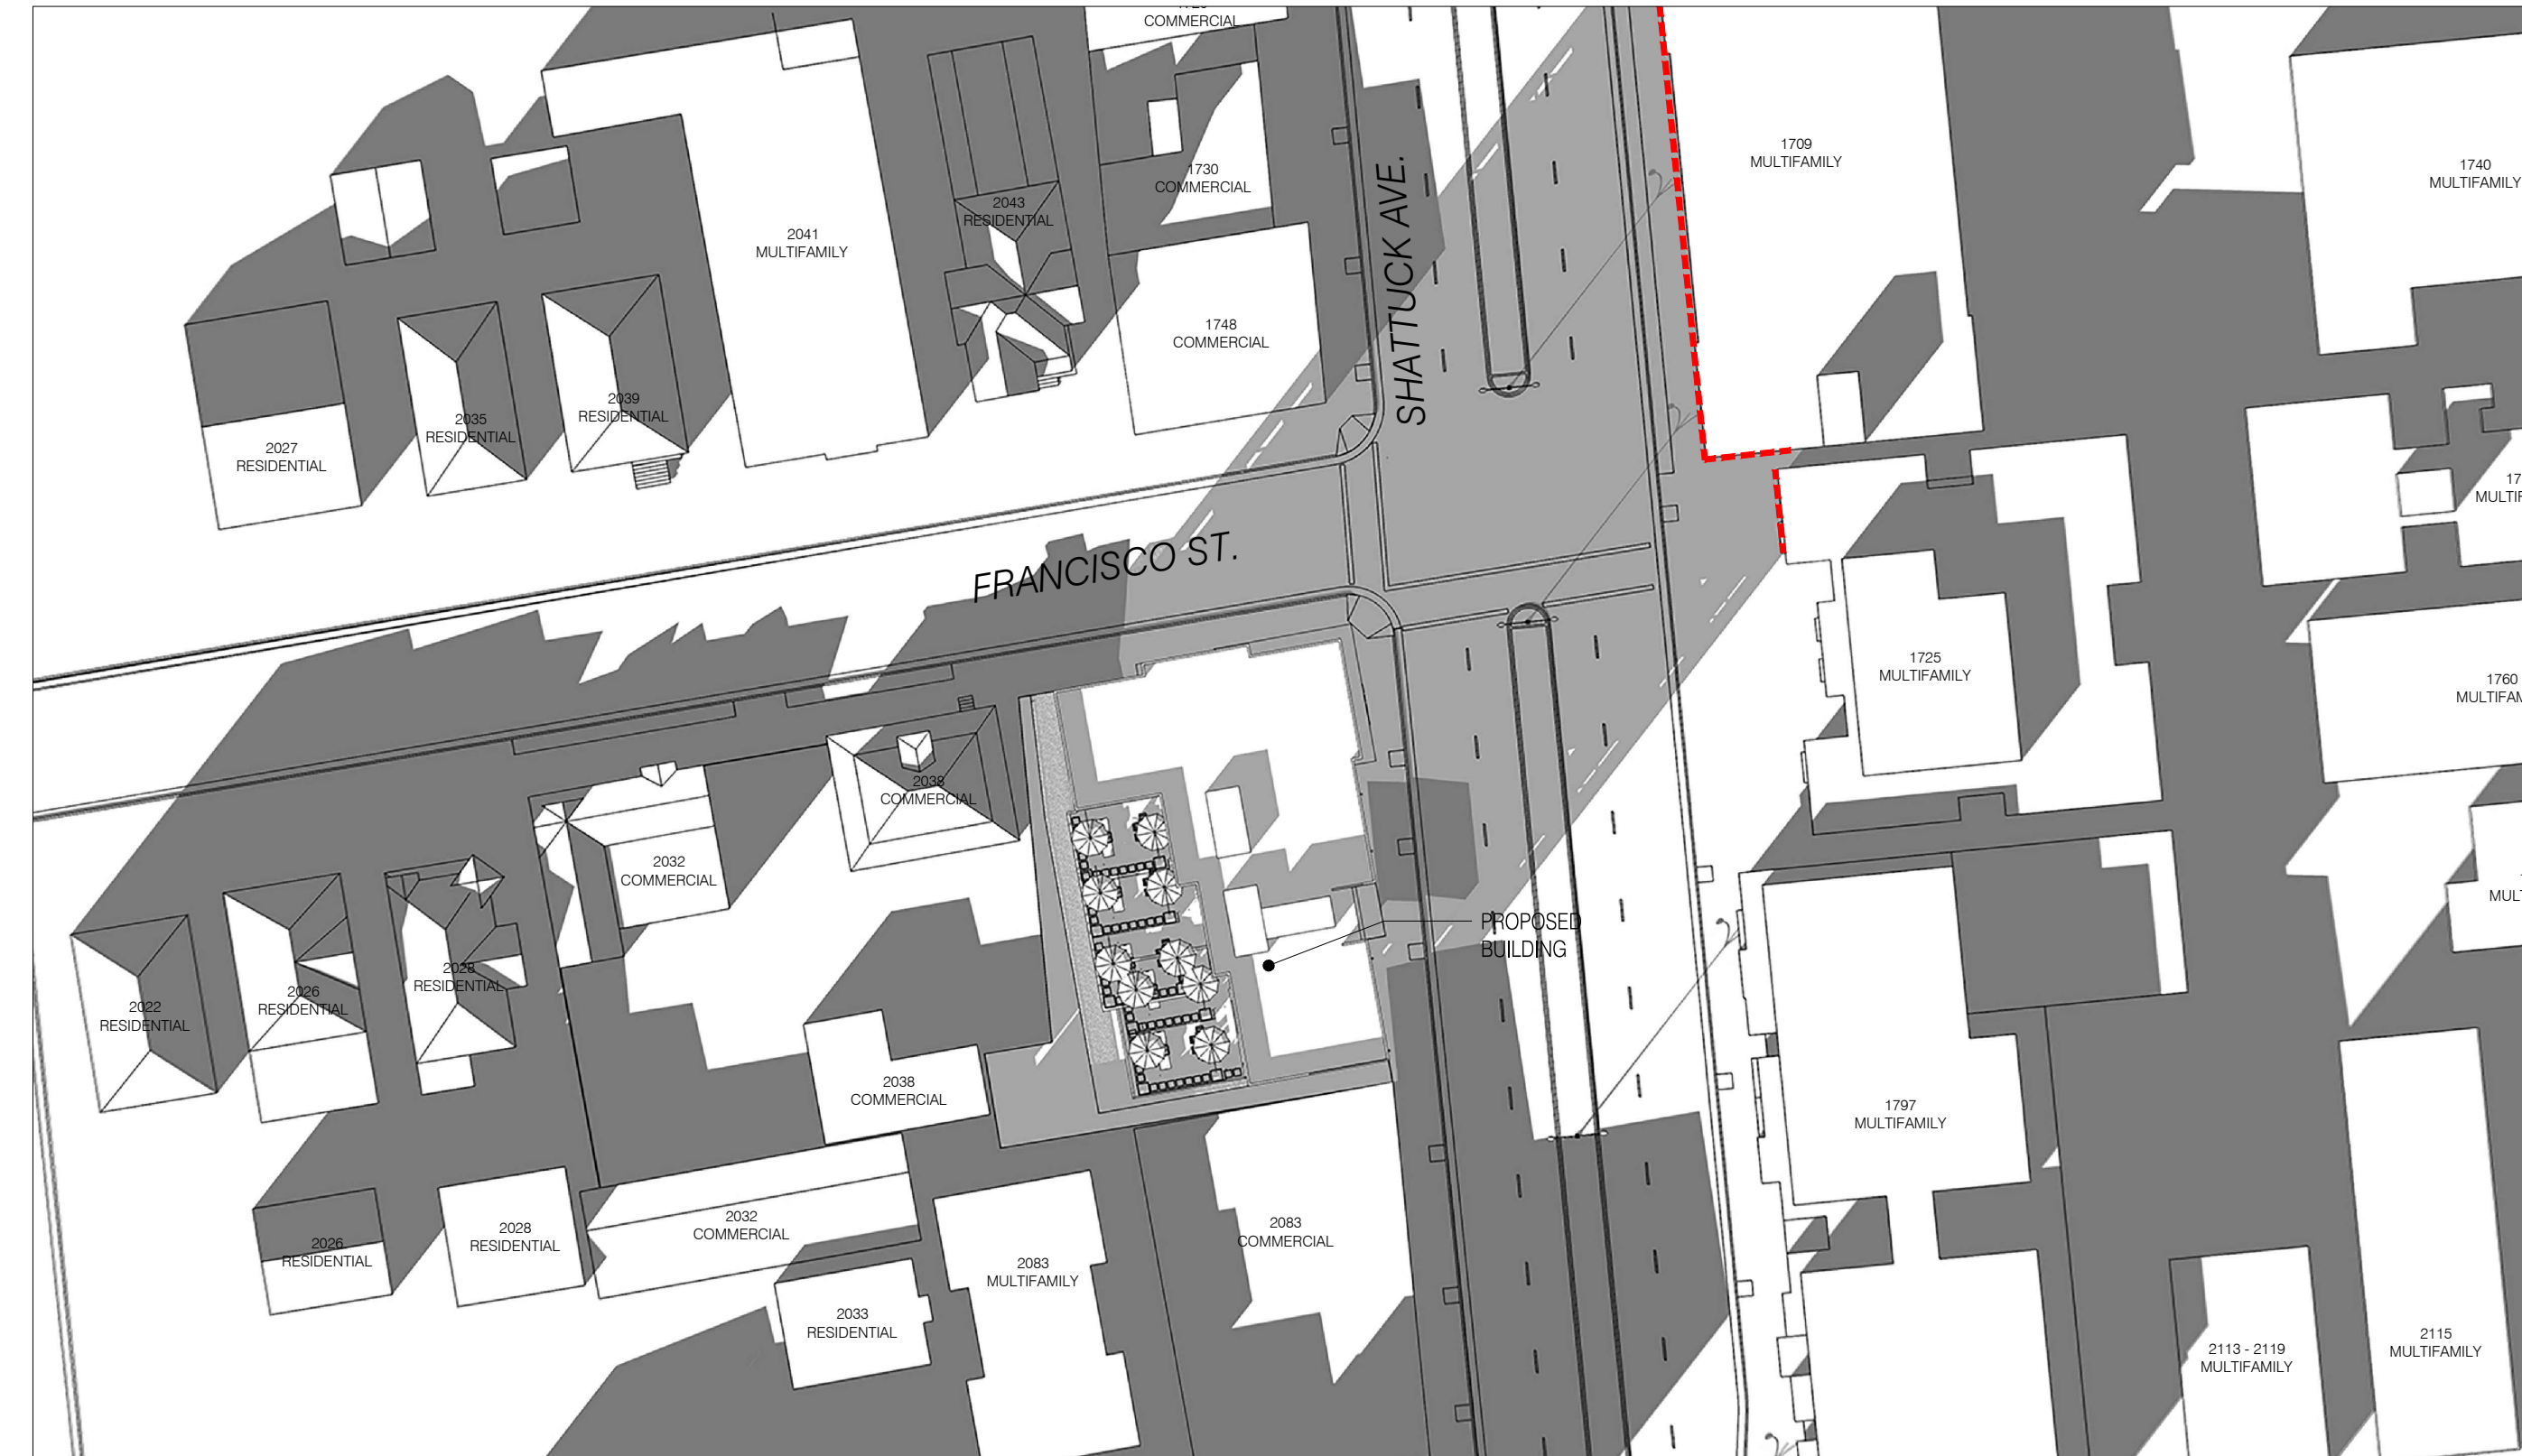 COMMERCIAL
1709
MULTIFAMILY
1740
MULTIFAMILY
1730
COMMERCIAL
2043
RESIDENTIAL
2041
MULTIFAMILY
SHATTUCK AVE.
1748
COMMERCIAL
2039
RESIDENTIAL
2035
RESIDENTIAL
2027
RESIDENTIAL
FRANCISCO ST.
1725
MULTIFAMILY
1760
2038
COMMERCIAL
2032
COMMERCIAL
PROPOSED
BUILDING
2028
RESIDENTIAL
2026
RESIDENTIAL
2022
RESIDENTIAL
2038
COMMERCIAL
1797
MULTIFAMILY
2032
COMMERCIAL
2083
COMMERCIAL
2028
RESIDENTIAL
2026
RESIDENTIAL
2083
MULTIFAMILY
2033
RESIDENTIAL
2113 - 2119
MULTIFAMILY
2115
MULTIFAMILY